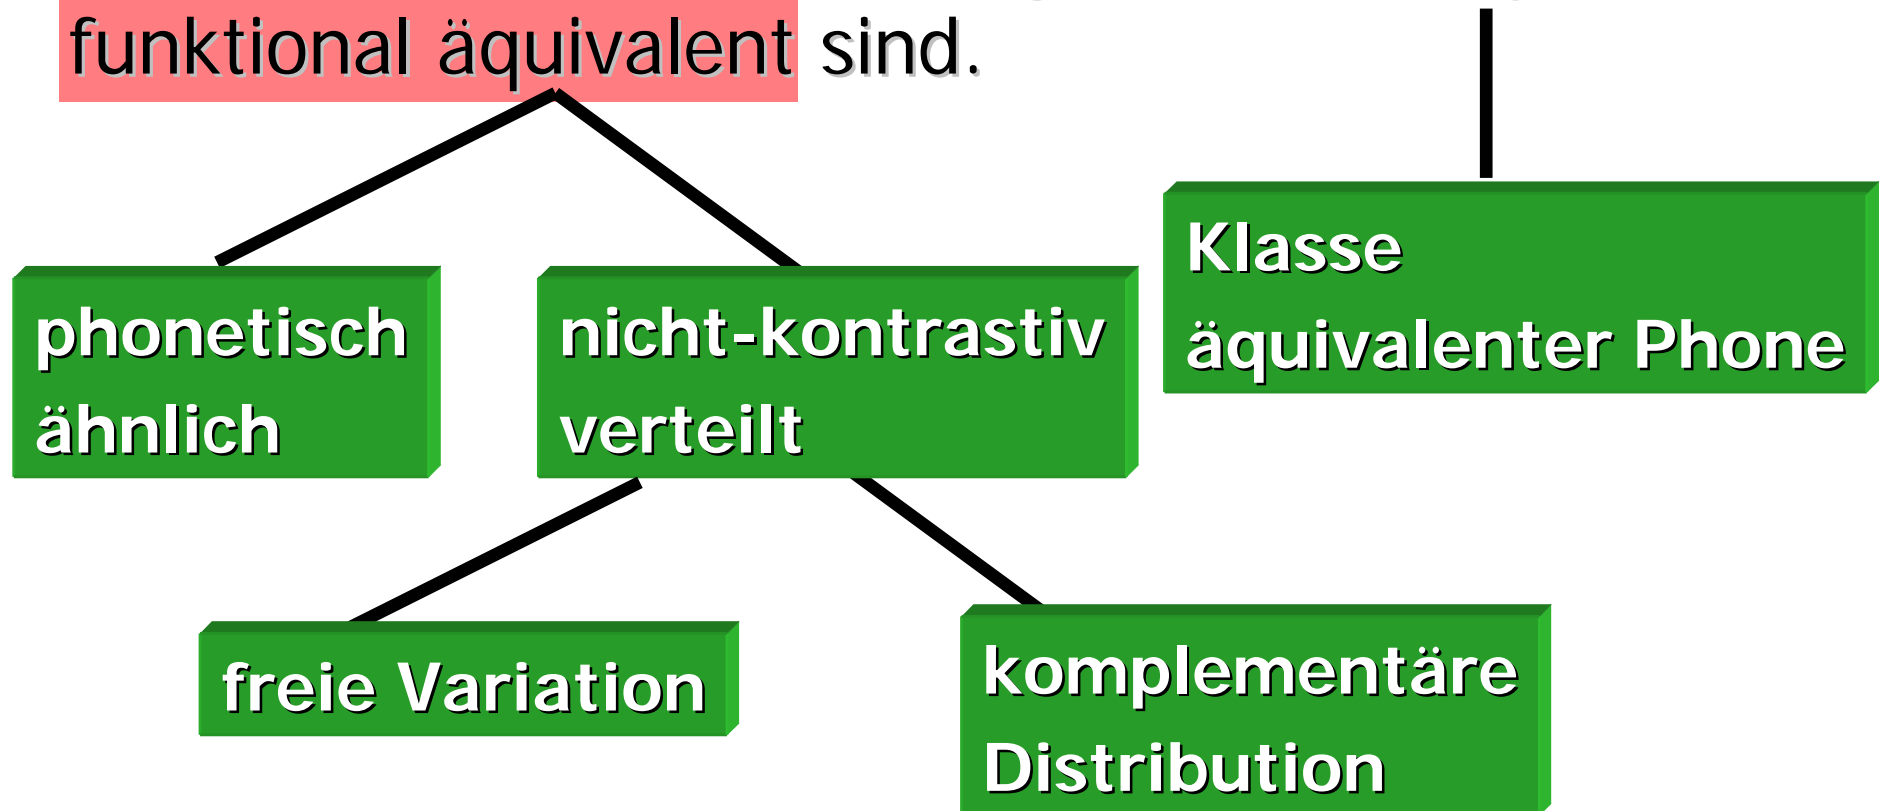 funktional äquivalent sind.
phonetisch
ähnlich
nicht-kontrastiv
verteilt
Klasse
äquivalenter Phone
freie Variation
komplementäre
Distribution